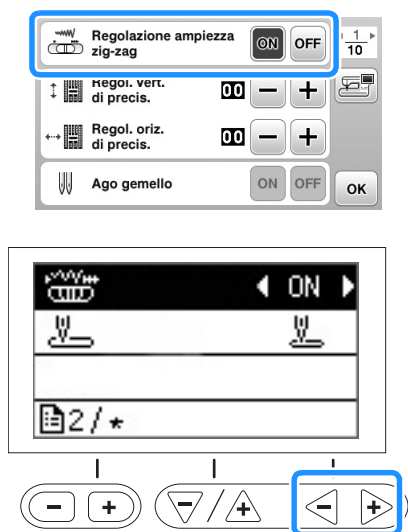 Regolazione ampiezza
zig-zag
ON OFF
1
10
Regol. vert.
di precis.
00 - +
Regol. oriz.
di precis.
00 - +
Ago gemello
ON OFF
OK
ON
2/*
- + - / +
- +